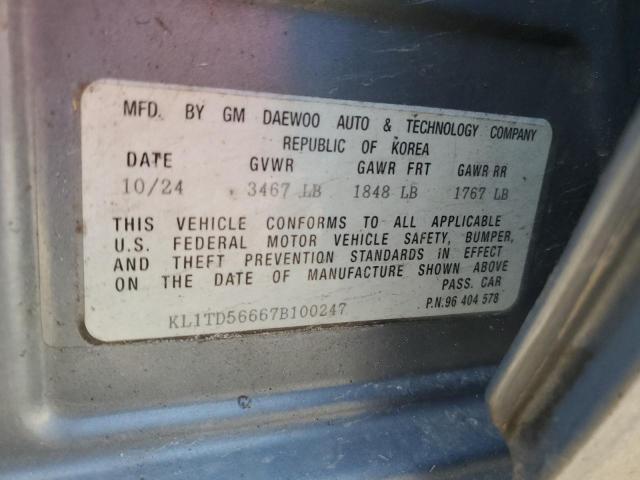 MFD. BY GM DAEWOO AUTO & TECHNOLOGY COMPANY
REPUBLIC OF KOREA
DATE GVWR GAWR FRT GAWR RR
10/24 3467 LB 1848 LB 1767 LB
THIS VEHICLE CONFORMS TO ALL APPLICABLE
U.S. FEDERAL MOTOR VEHICLE SAFETY, BUMPER,
AND THEFT PREVENTION STANDARDS IN EFFECT
ON THE DATE OF MANUFACTURE SHOWN ABOVE
PASS. CAR
KL1TD56667B100247 P.N.96 404 578